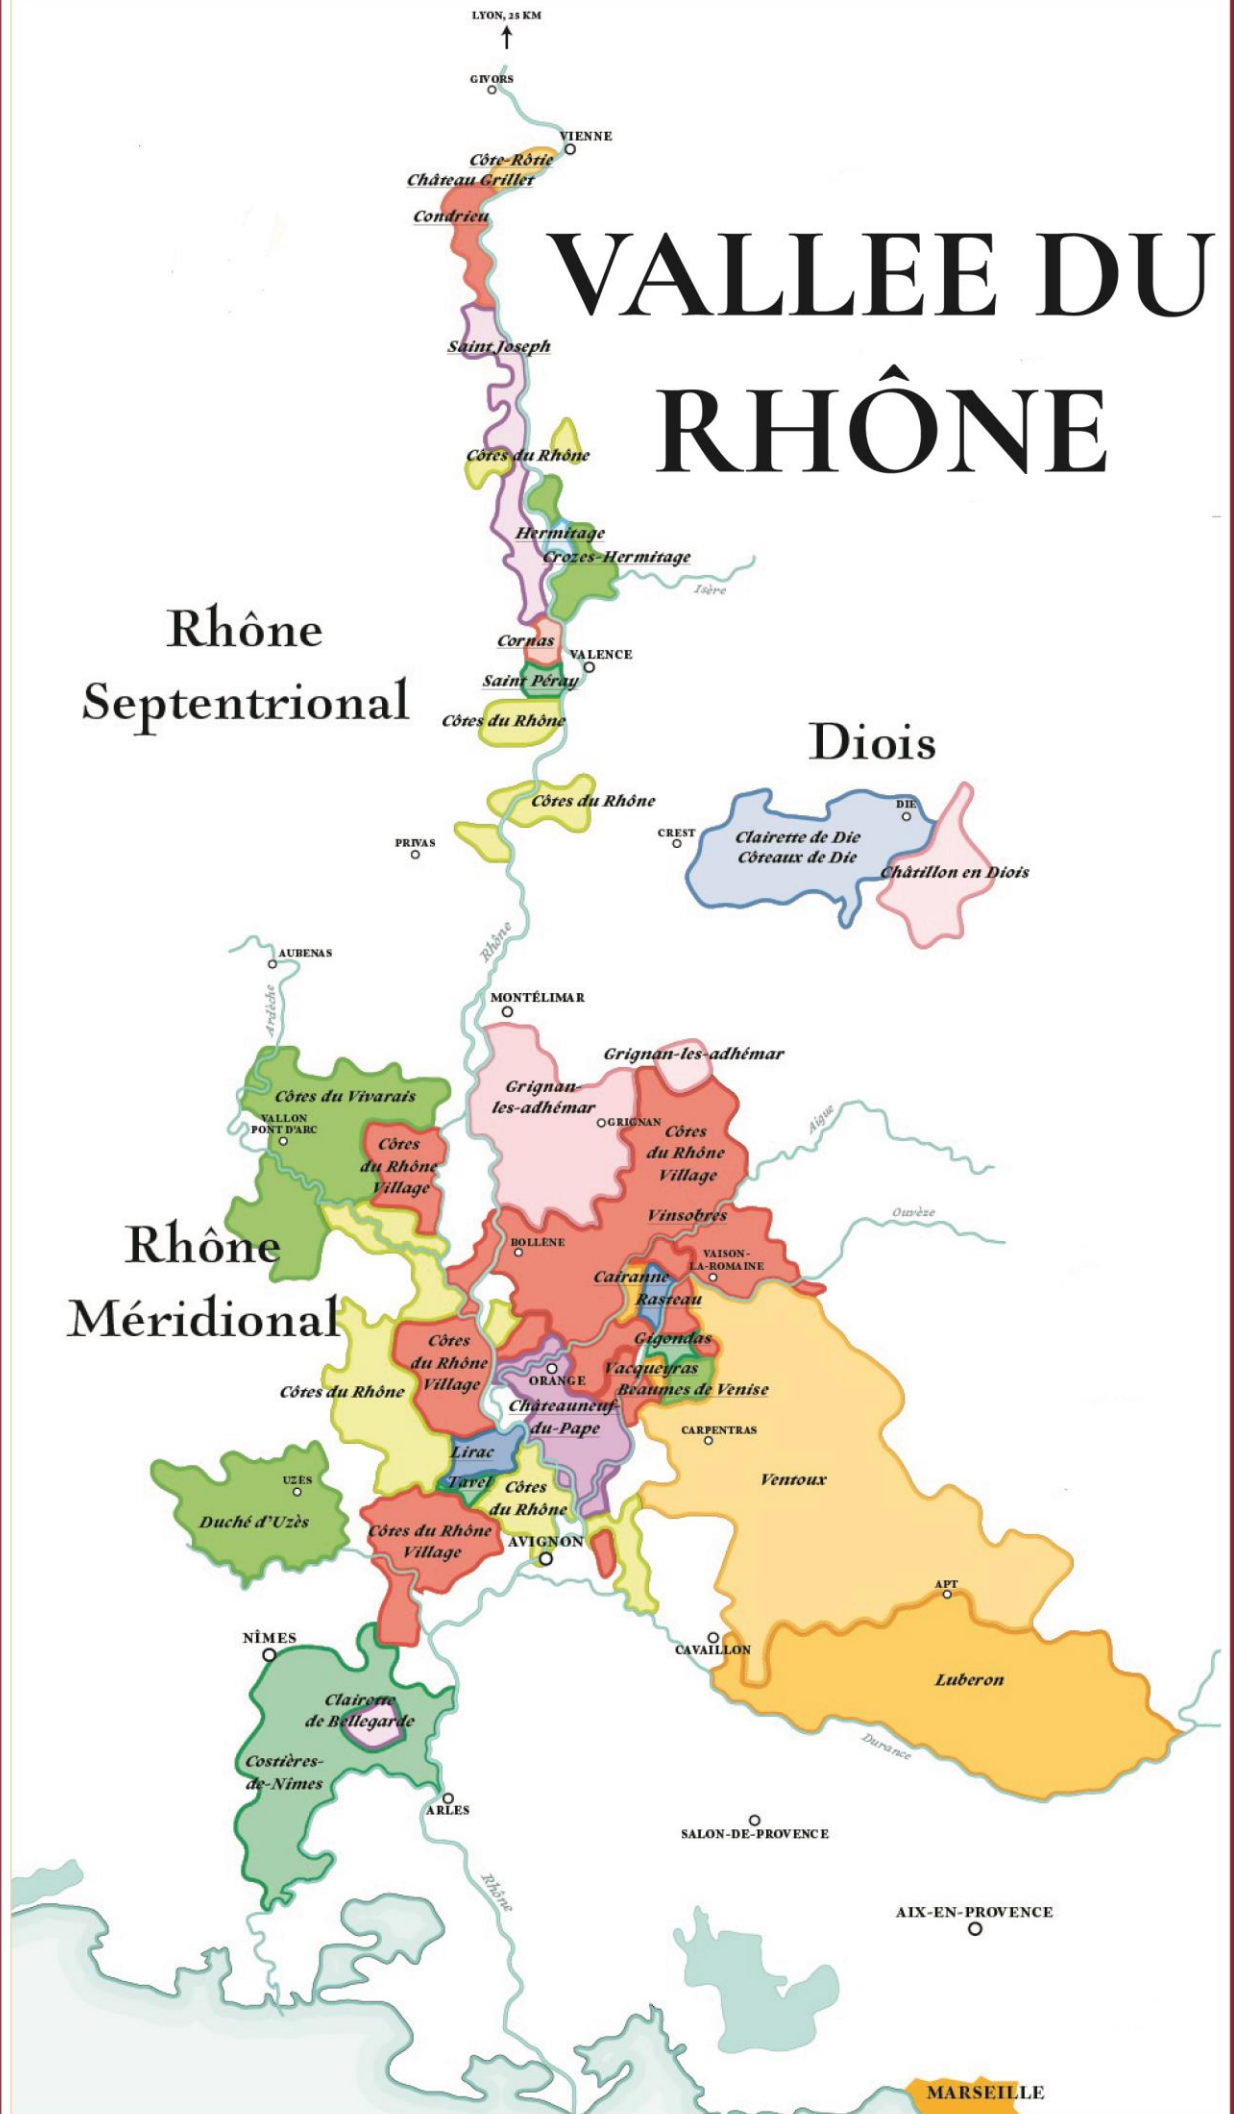 LYON, 25 KM
GIVORS
VIENNE
Côte-Rôtie
Château Grillet
Condrieu
VALLEE DU
RHÔNE
Saint Joseph
Côtes du Rhône
Hermitage
Crozes-Hermitage
Isère
Rhône
Septentrional
Cornas
VALENCE
Saint Péray
Côtes du Rhône
Diois
Côtes du Rhône
DIE
CREST
Clairette de Die
Côteaux de Die
PRIVAS
Châtillon en Diois
Rhône
AUBENAS
Ardèche
MONTÉLIMAR
Grignan-les-adhémar
Grignan-
les-adhémar
GRIGNAN
Côtes du Vivarais
VALLON
PONT D'ARC
Côtes
du Rhône
Village
Côtes
du Rhône
Village
Aigue
Ouvèze
Vinsobres
Rhône
Méridional
BOLLÈNE
VAISON-
LA-ROMAINE
Cairanne
Rasteau
Gigondas
Côtes
du Rhône
Village
Vacqueyras
ORANGE
Beaumes de Venise
Côtes du Rhône
Châteauneuf-
du-Pape
CARPENTRAS
Lirac
Tavel
Ventoux
UZÈS
Duché d'Uzès
Côtes
du Rhône
Côtes du Rhône
Village
AVIGNON
APT
NÎMES
CAVAILLON
Luberon
Clairette
de Bellegarde
Durance
Costières-
de-Nîmes
ARLES
SALON-DE-PROVENCE
Rhône
AIX-EN-PROVENCE
MARSEILLE